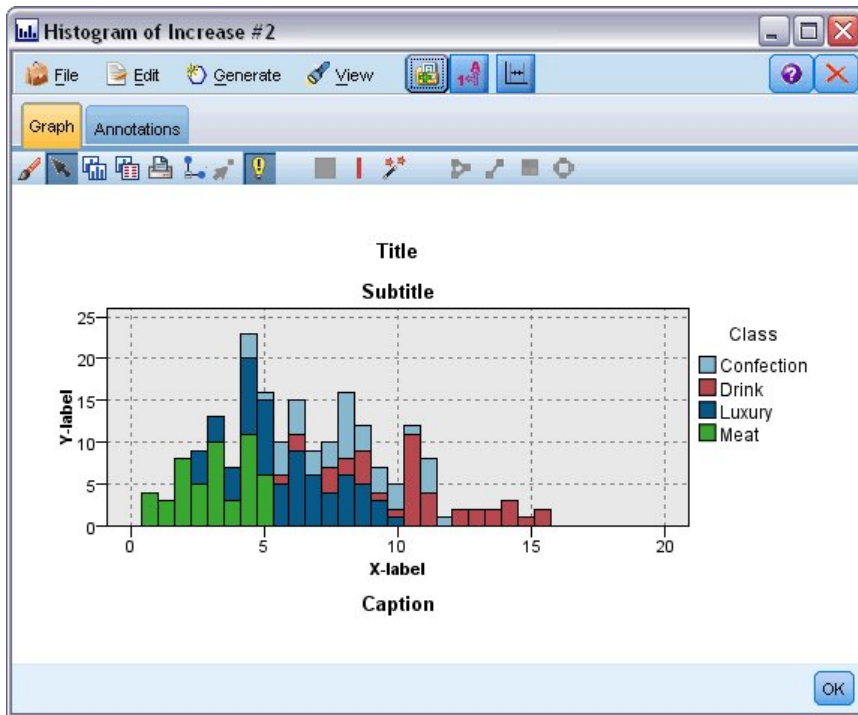 Histogram of Increase #2
File Edit Generate View
Graph Annotations
Title
Subtitle
25
20
15
10
5
0
Y-label
0 5 10 15 20
X-label
Caption
Class
Confection
Drink
Luxury
Meat
OK